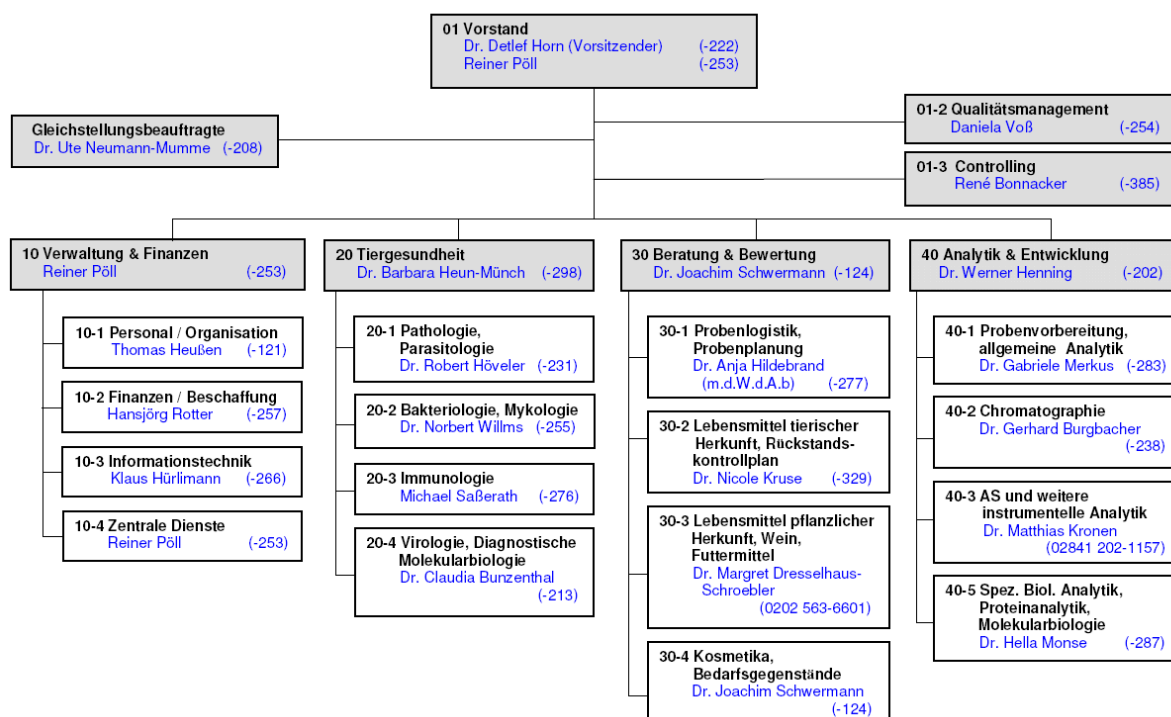 01 Vorstand
Dr. Detlef Horn (Vorsitzender) (-222)
Reiner Pöll (-253)
Gleichstellungsbeauftragte
Dr. Ute Neumann-Mumme (-208)
01-2 Qualitätsmanagement
Daniela Voß (-254)
01-3 Controlling
René Bonnacker (-385)
10 Verwaltung & Finanzen
Reiner Pöll (-253)
10-1 Personal / Organisation
Thomas Heußen (-121)
10-2 Finanzen / Beschaffung
Hansjörg Rotter (-257)
10-3 Informationstechnik
Klaus Hürlimann (-266)
10-4 Zentrale Dienste
Reiner Pöll (-253)
20 Tiergesundheit
Dr. Barbara Heun-Münch (-298)
20-1 Pathologie,
Parasitologie
Dr. Robert Höveler (-231)
20-2 Bakteriologie, Mykologie
Dr. Norbert Willms (-255)
20-3 Immunologie
Michael Saßerath (-276)
20-4 Virologie, Diagnostische
Molekularbiologie
Dr. Claudia Bunzenthal
(-213)
30 Beratung & Bewertung
Dr. Joachim Schwermann (-124)
30-1 Probenlogistik,
Probenplanung
Dr. Anja Hildebrand
(m.d.W.d.A.b) (-277)
30-2 Lebensmittel tierischer
Herkunft, Rückstands-
kontrollplan
Dr. Nicole Kruse (-329)
30-3 Lebensmittel pflanzlicher
Herkunft, Wein,
Futtermittel
Dr. Margret Dresselhaus-
Schroebler
(0202 563-6601)
30-4 Kosmetika,
Bedarfsgegenstände
Dr. Joachim Schwermann
(-124)
40 Analytik & Entwicklung
Dr. Werner Henning (-202)
40-1 Probenvorbereitung,
allgemeine Analytik
Dr. Gabriele Merkus (-283)
40-2 Chromatographie
Dr. Gerhard Burgbacher
(-238)
40-3 AS und weitere
instrumentelle Analytik
Dr. Matthias Kronen
(02841 202-1157)
40-5 Spez. Biol. Analytik,
Proteinanalytik,
Molekularbiologie
Dr. Hella Monse (-287)